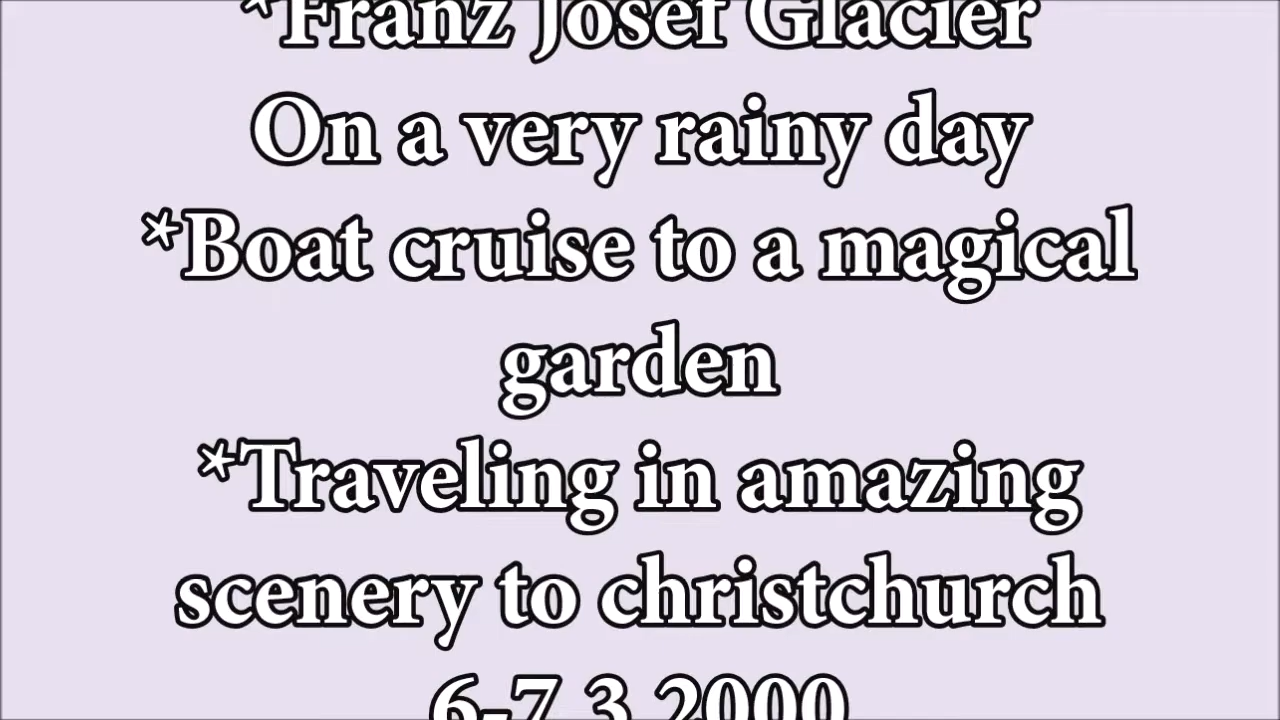 *Franz Josef Glacier
On a very rainy day
*Boat cruise to a magical
garden
*Traveling in amazing
scenery to christchurch
6-7.3.2000